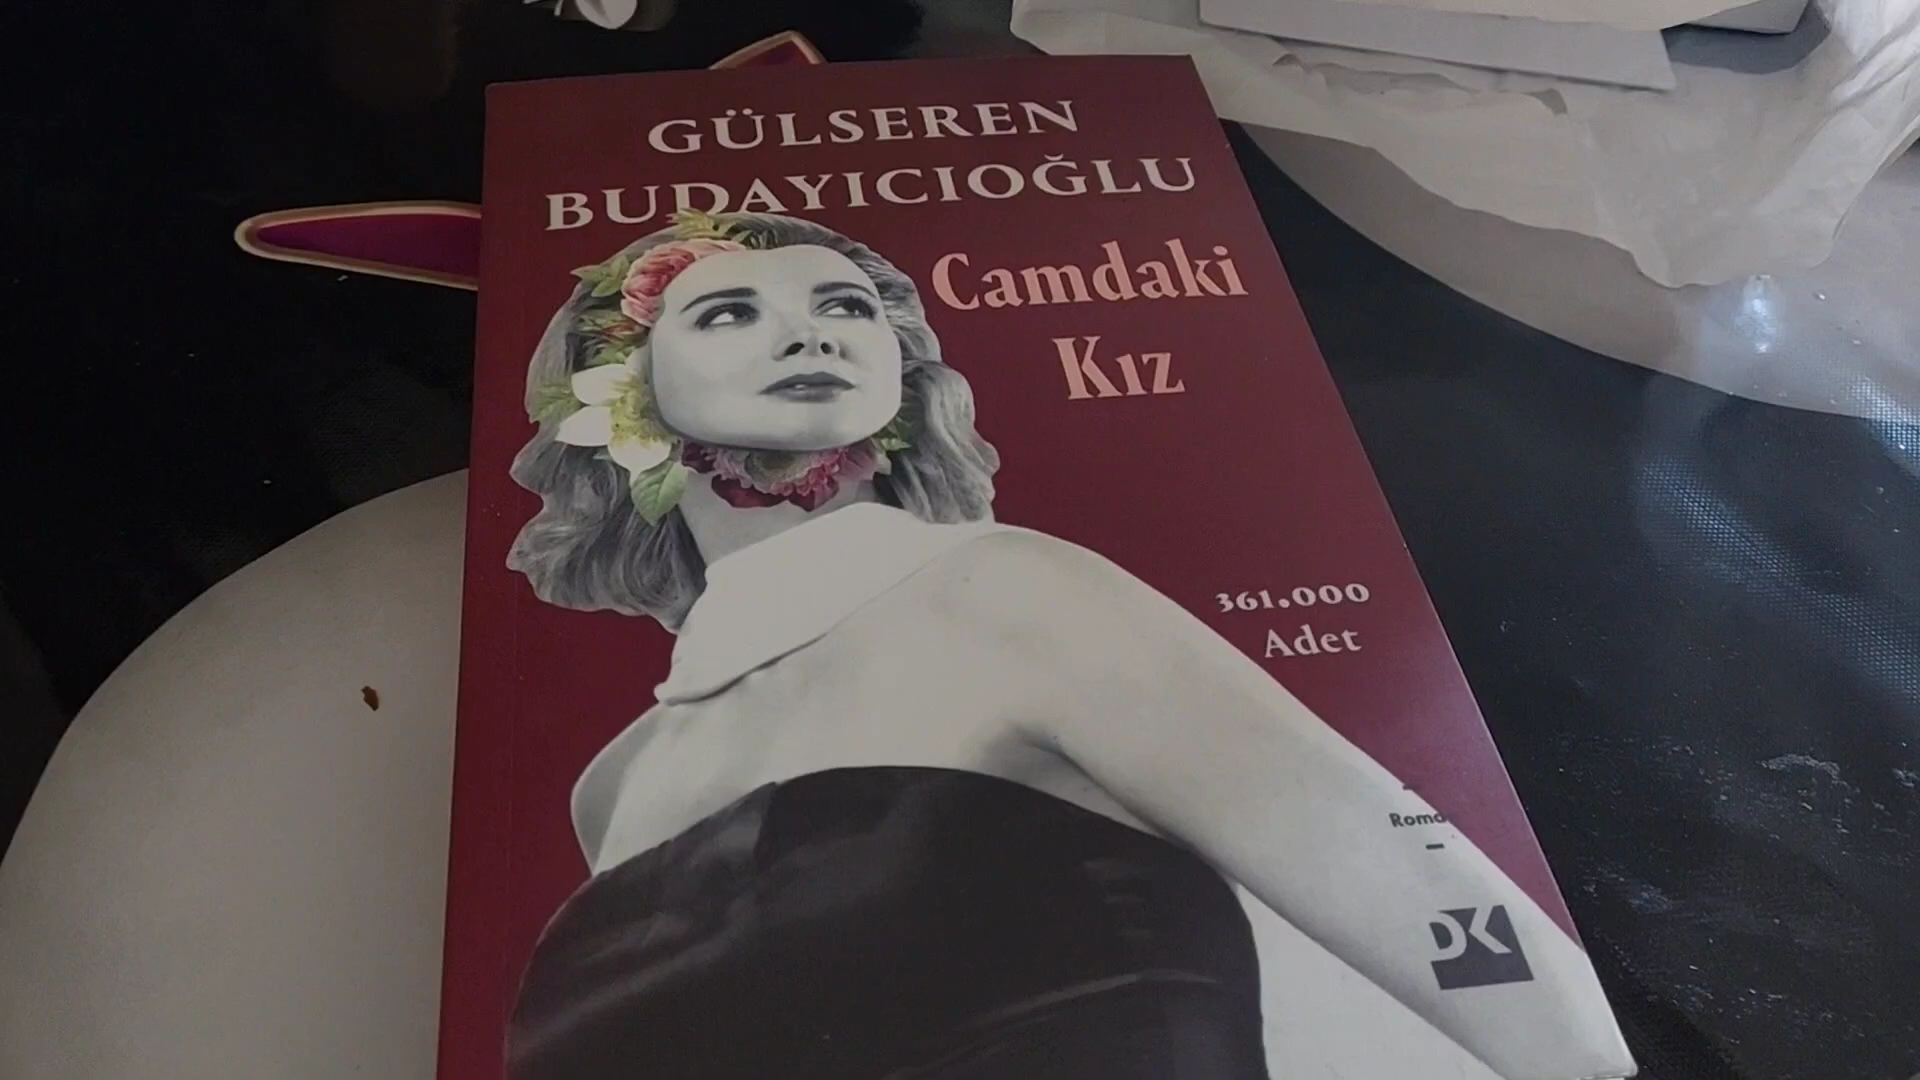 GÜLSEREN
BUDAYICIOĞLU
Camdaki
Kız
361.000
Adet
DK